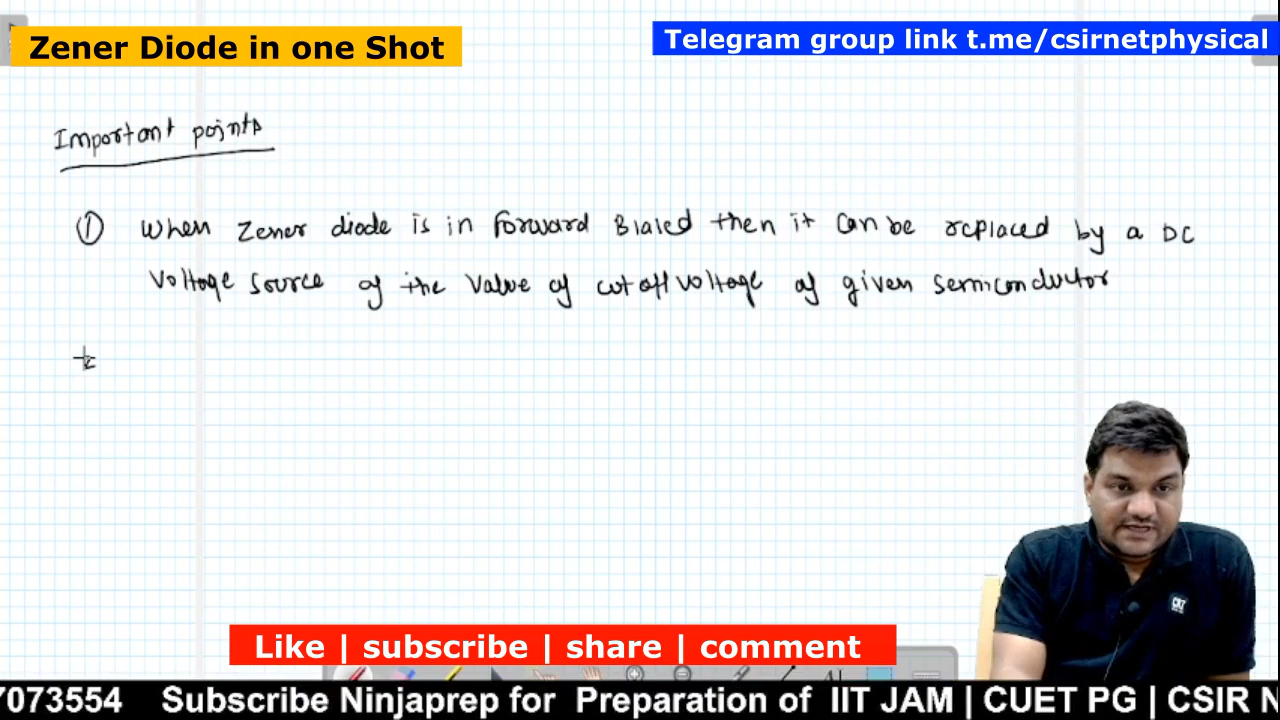 Zener Diode in one Shot
Telegram group link t.me/csirnetphysical
Important points
① When Zener diode is in forward Biased then it can be replaced by a DC
Voltage source of the value of cut off voltage of given semiconductor
Like | subscribe | share | comment
7073554 Subscribe Ninjaprep for Preparation of IIT JAM | CUET PG | CSIR N